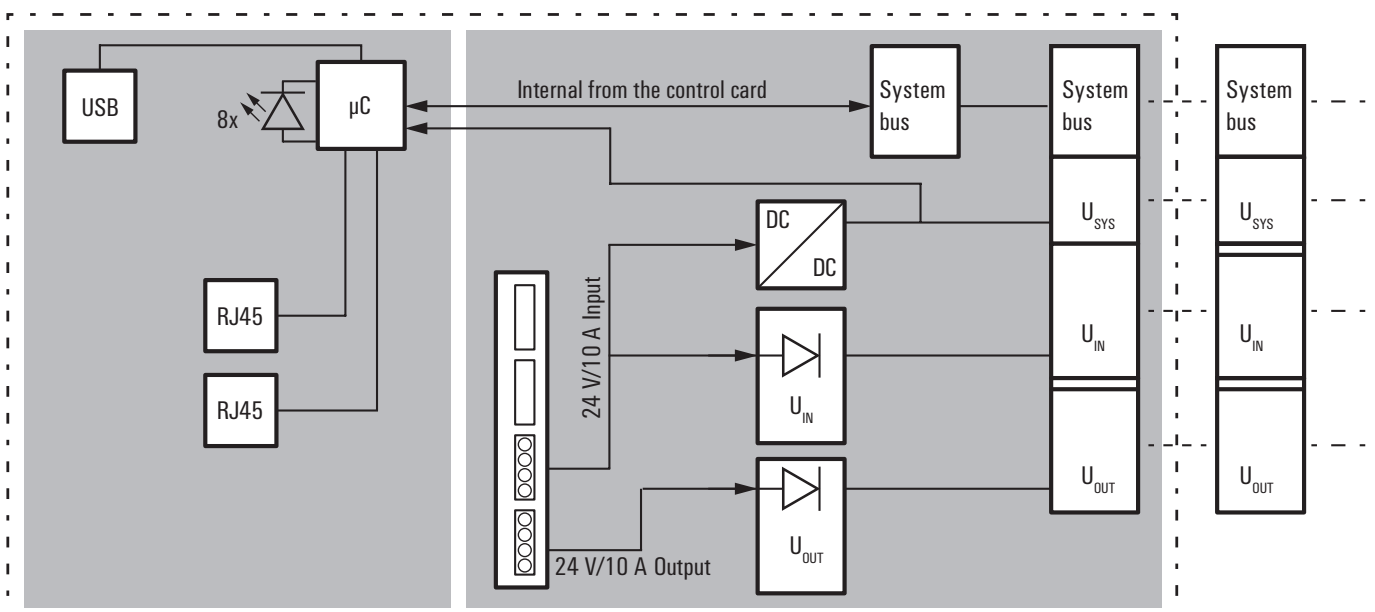 USB
8x
µC
Internal from the control card
System
bus
System
bus
System
bus
U_SYS
U_SYS
DC
DC
24 V/10 A Input
RJ45
RJ45
U_IN
U_IN
U_IN
U_OUT
U_OUT
U_OUT
24 V/10 A Output